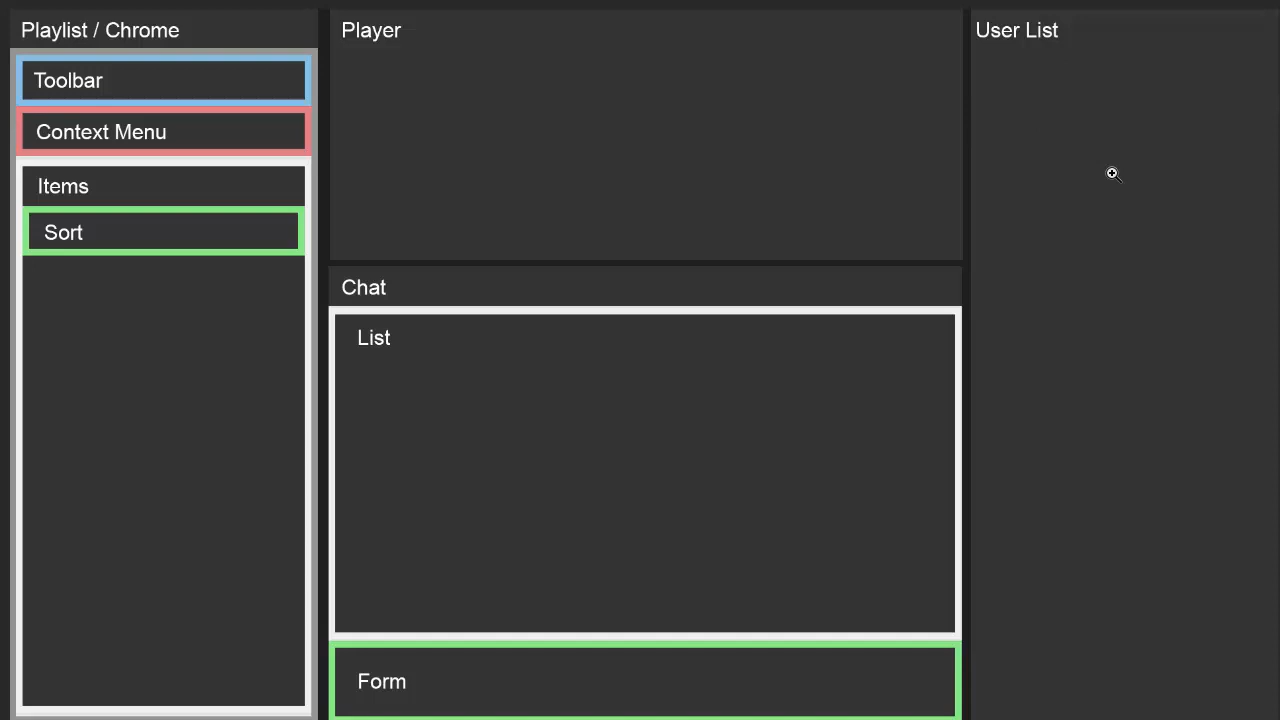 Playlist / Chrome
Toolbar
Context Menu
Items
Sort
Player
Chat
List
Form
User List